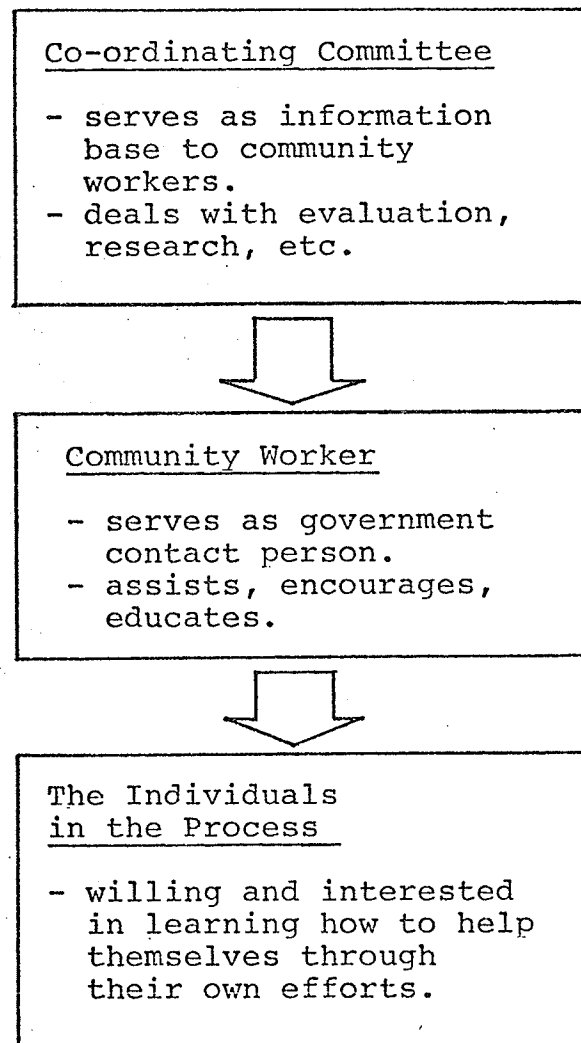 Co-ordinating Committee
- serves as information
base to community
workers.
- deals with evaluation,
research, etc.
Community Worker
- serves as government
contact person.
- assists, encourages,
educates.
The Individuals
in the Process
- willing and interested
in learning how to help
themselves through
their own efforts.